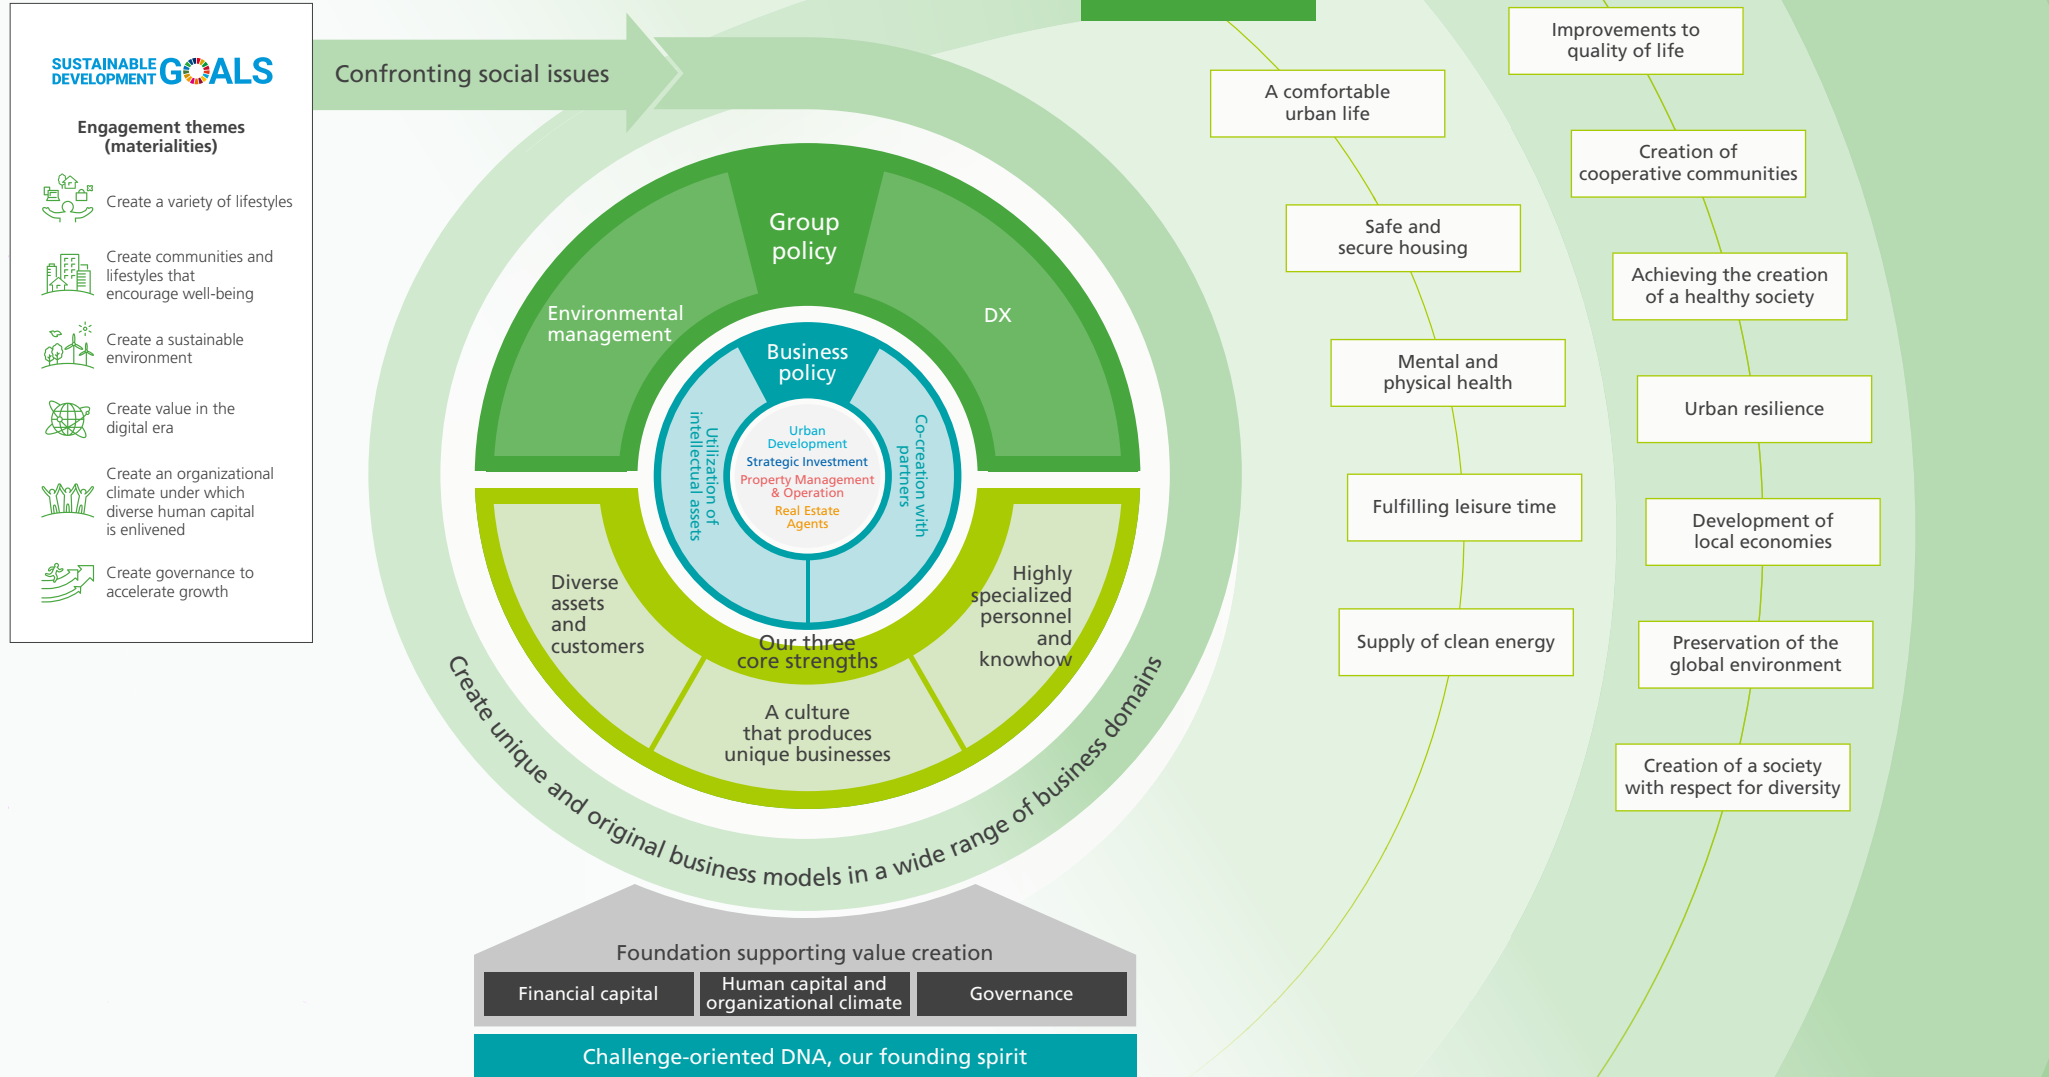 SUSTAINABLE
DEVELOPMENT
GOALS
Engagement themes
(materialities)
Create a variety of lifestyles
Create communities and
lifestyles that
encourage well-being
Create a sustainable
environment
Create value in the
digital era
Create an organizational
climate under which
diverse human capital
is enlivened
Create governance to
accelerate growth
Confronting social issues
Group
policy
Environmental
management
DX
Business
policy
Utilization of
intellectual assets
Co-creation with
partners
Urban
Development
Strategic Investment
Property Management
& Operation
Real Estate
Agents
Diverse
assets
and
customers
Our three
core strengths
Highly
specialized
personnel
and
knowhow
A culture
that produces
unique businesses
Create unique and original business models in a wide range of business domains
Foundation supporting value creation
Financial capital
Human capital and
organizational climate
Governance
Challenge-oriented DNA, our founding spirit
A comfortable
urban life
Safe and
secure housing
Mental and
physical health
Fulfilling leisure time
Supply of clean energy
Improvements to
quality of life
Creation of
cooperative communities
Achieving the creation
of a healthy society
Urban resilience
Development of
local economies
Preservation of the
global environment
Creation of a society
with respect for diversity